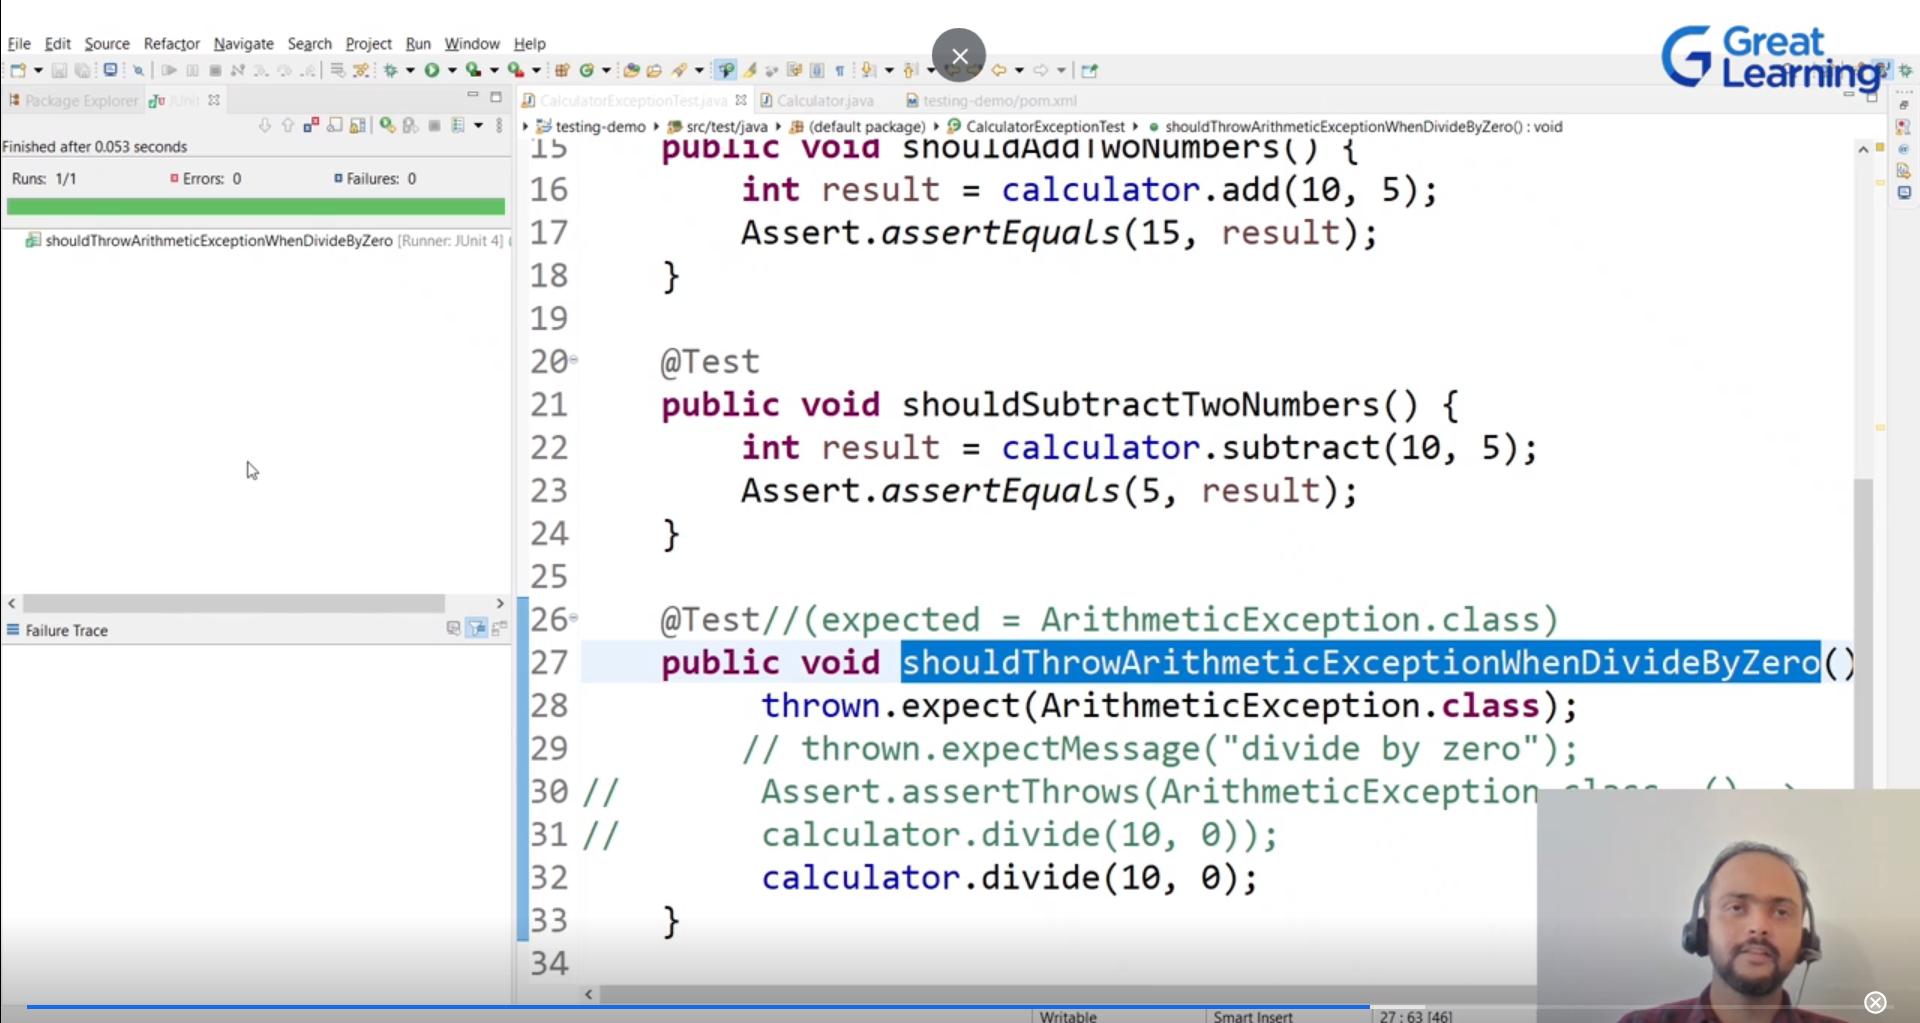 Great Learning
File Edit Source Refactor Navigate Search Project Run Window Help
Package Explorer JUnit
Finished after 0.053 seconds
Runs: 1/1 Errors: 0 Failures: 0
shouldThrowArithmeticExceptionWhenDivideByZero [Runner: JUnit 4] (
Failure Trace
CalculatorExceptionTest.java Calculator.java testing-demo/pom.xml
testing-demo src/test/java (default package) CalculatorExceptionTest shouldThrowArithmeticExceptionWhenDivideByZero() : void
15 public void shouldAddTwoNumbers() {
16 int result = calculator.add(10, 5);
17 Assert.assertEquals(15, result);
18 }
19
20 @Test
21 public void shouldSubtractTwoNumbers() {
22 int result = calculator.subtract(10, 5);
23 Assert.assertEquals(5, result);
24 }
25
26 @Test//(expected = ArithmeticException.class)
27 public void shouldThrowArithmeticExceptionWhenDivideByZero()
28 thrown.expect(ArithmeticException.class);
29 // thrown.expectMessage("divide by zero");
30 // Assert.assertThrows(ArithmeticException.class, () ->
31 // calculator.divide(10, 0));
32 calculator.divide(10, 0);
33 }
34
Writable Smart Insert 27 : 63 [46]